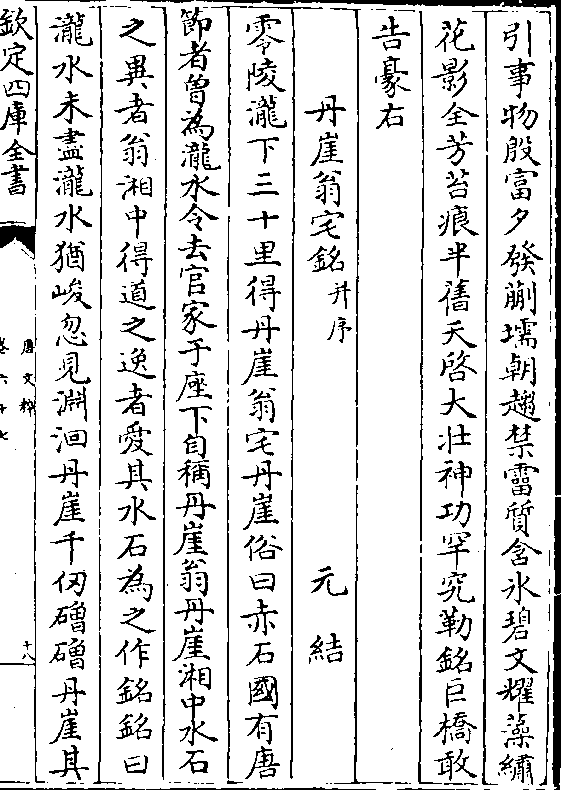 引事物殷富夕發蒯壖朝趨禁霤質含氷碧文耀藻繡
花影全芳苔痕半舊天啓大壯神功罕究勒銘巨橋敢
告豪右
丹崖翁宅銘并序
元結
零陵瀧下三十里得丹崖翁宅丹崖俗曰赤石國有唐
節者曽為瀧水令去官家于座下自稱丹崖翁丹崖湘中水石
之異者翁湘中得道之逸者愛其水石為之作銘銘曰
瀧水未盡瀧水猶峻忽見淵洄丹崖千仞磳磳丹崖其
欽定四庫全書
唐文粹
卷六十七
十八